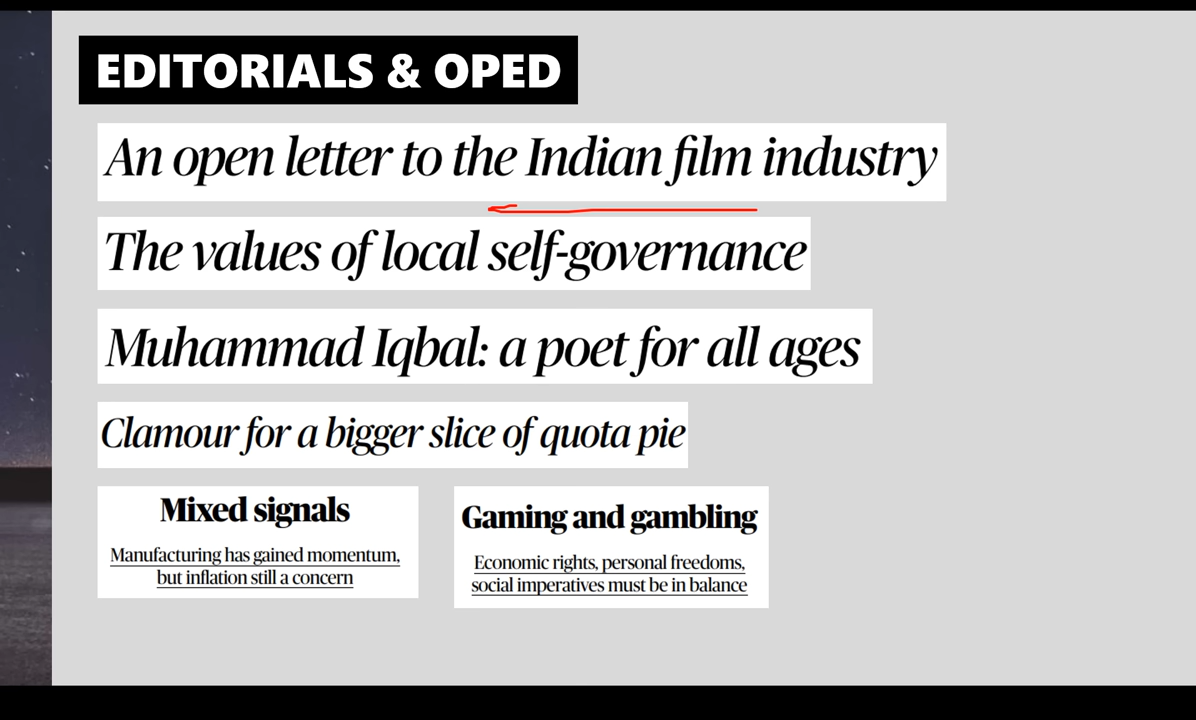 EDITORIALS & OPED
An open letter to the Indian film industry
The values of local self-governance
Muhammad Iqbal: a poet for all ages
Clamour for a bigger slice of quota pie
Mixed signals
Manufacturing has gained momentum,
but inflation still a concern
Gaming and gambling
Economic rights, personal freedoms,
social imperatives must be in balance